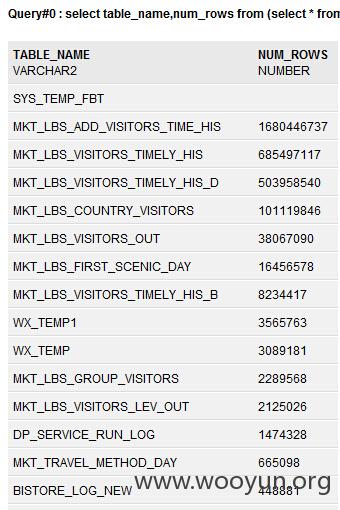 Query#0 : select table_name,num_rows from (select * from
TABLE_NAME NUM_ROWS
VARCHAR2 NUMBER
SYS_TEMP_FBT
MKT_LBS_ADD_VISITORS_TIME_HIS 1680446737
MKT_LBS_VISITORS_TIMELY_HIS 685497117
MKT_LBS_VISITORS_TIMELY_HIS_D 503958540
MKT_LBS_COUNTRY_VISITORS 101119846
MKT_LBS_VISITORS_OUT 38067090
MKT_LBS_FIRST_SCENIC_DAY 16456578
MKT_LBS_VISITORS_TIMELY_HIS_B 8234417
WX_TEMP1 3565763
WX_TEMP 3089181
MKT_LBS_GROUP_VISITORS 2289568
MKT_LBS_VISITORS_LEV_OUT 2125026
DP_SERVICE_RUN_LOG 1474328
MKT_TRAVEL_METHOD_DAY 665098
BISTORE_LOG_NEW 448881
www.wooyun.org